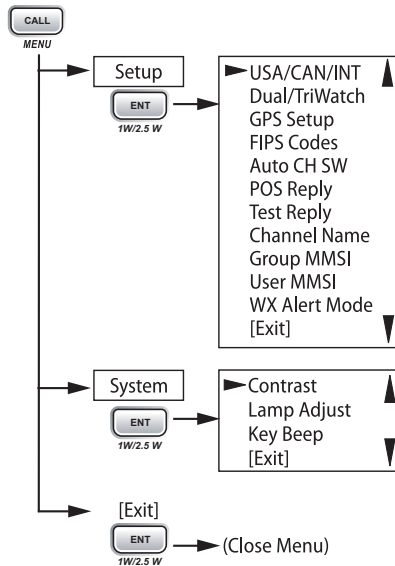 CALL
MENU
Setup
ENT
1W/2.5 W
USA/CAN/INT
Dual/TriWatch
GPS Setup
FIPS Codes
Auto CH SW
POS Reply
Test Reply
Channel Name
Group MMSI
User MMSI
WX Alert Mode
[Exit]
System
ENT
1W/2.5 W
Contrast
Lamp Adjust
Key Beep
[Exit]
[Exit]
ENT
1W/2.5 W
(Close Menu)